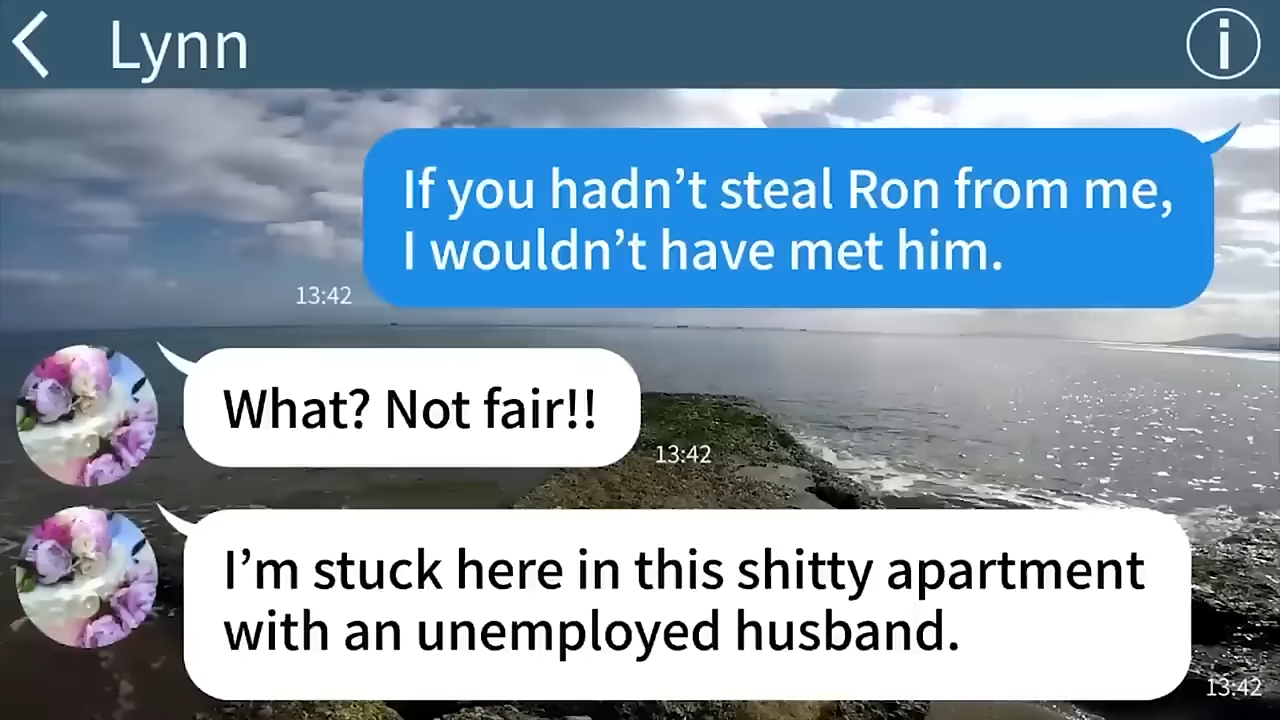 Lynn
If you hadn’t steal Ron from me,
I wouldn’t have met him.
13:42
What? Not fair!!
13:42
I’m stuck here in this shitty apartment
with an unemployed husband.
13:42